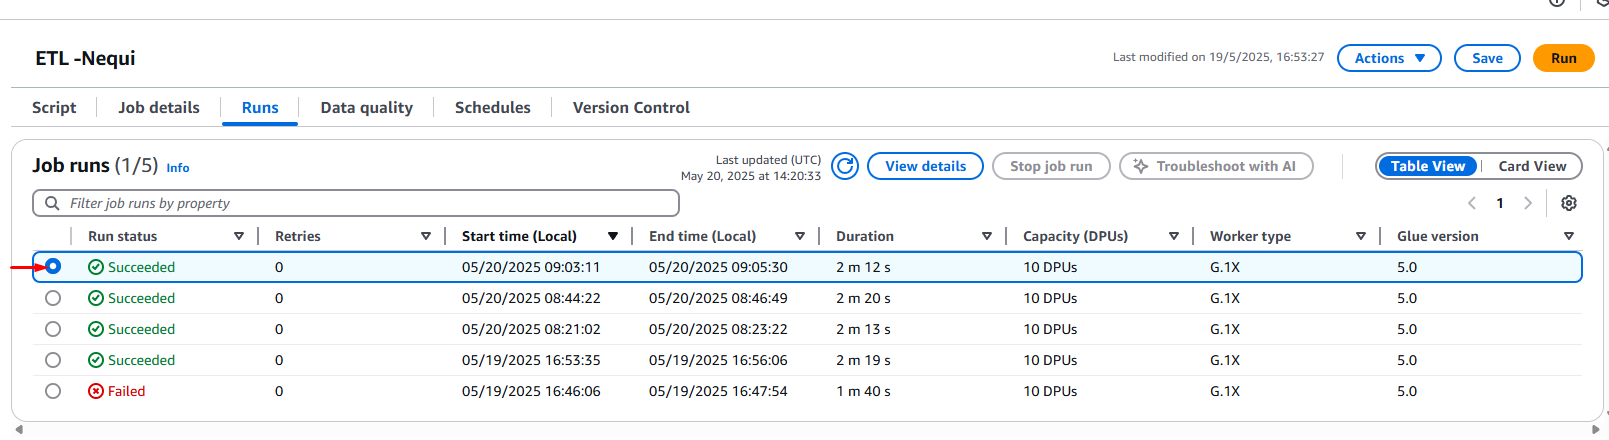 ETL -Nequi
Last modified on 19/5/2025, 16:53:27
Actions
Save
Run
Script
Job details
Runs
Data quality
Schedules
Version Control
Job runs (1/5) Info
Last updated (UTC)
May 20, 2025 at 14:20:33
View details
Stop job run
Troubleshoot with AI
Table View
Card View
Filter job runs by property
1
Run status Retries Start time (Local) End time (Local) Duration Capacity (DPUs) Worker type Glue version
Succeeded 0 05/20/2025 09:03:11 05/20/2025 09:05:30 2 m 12 s 10 DPUs G.1X 5.0
Succeeded 0 05/20/2025 08:44:22 05/20/2025 08:46:49 2 m 20 s 10 DPUs G.1X 5.0
Succeeded 0 05/20/2025 08:21:02 05/20/2025 08:23:22 2 m 13 s 10 DPUs G.1X 5.0
Succeeded 0 05/19/2025 16:53:35 05/19/2025 16:56:06 2 m 19 s 10 DPUs G.1X 5.0
Failed 0 05/19/2025 16:46:06 05/19/2025 16:47:54 1 m 40 s 10 DPUs G.1X 5.0